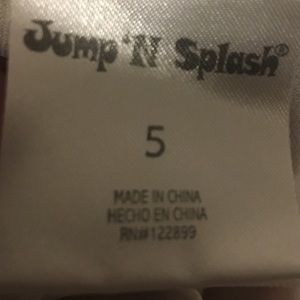 Jump 'N Splash®
5
MADE IN CHINA
HECHO EN CHINA
RN#122899